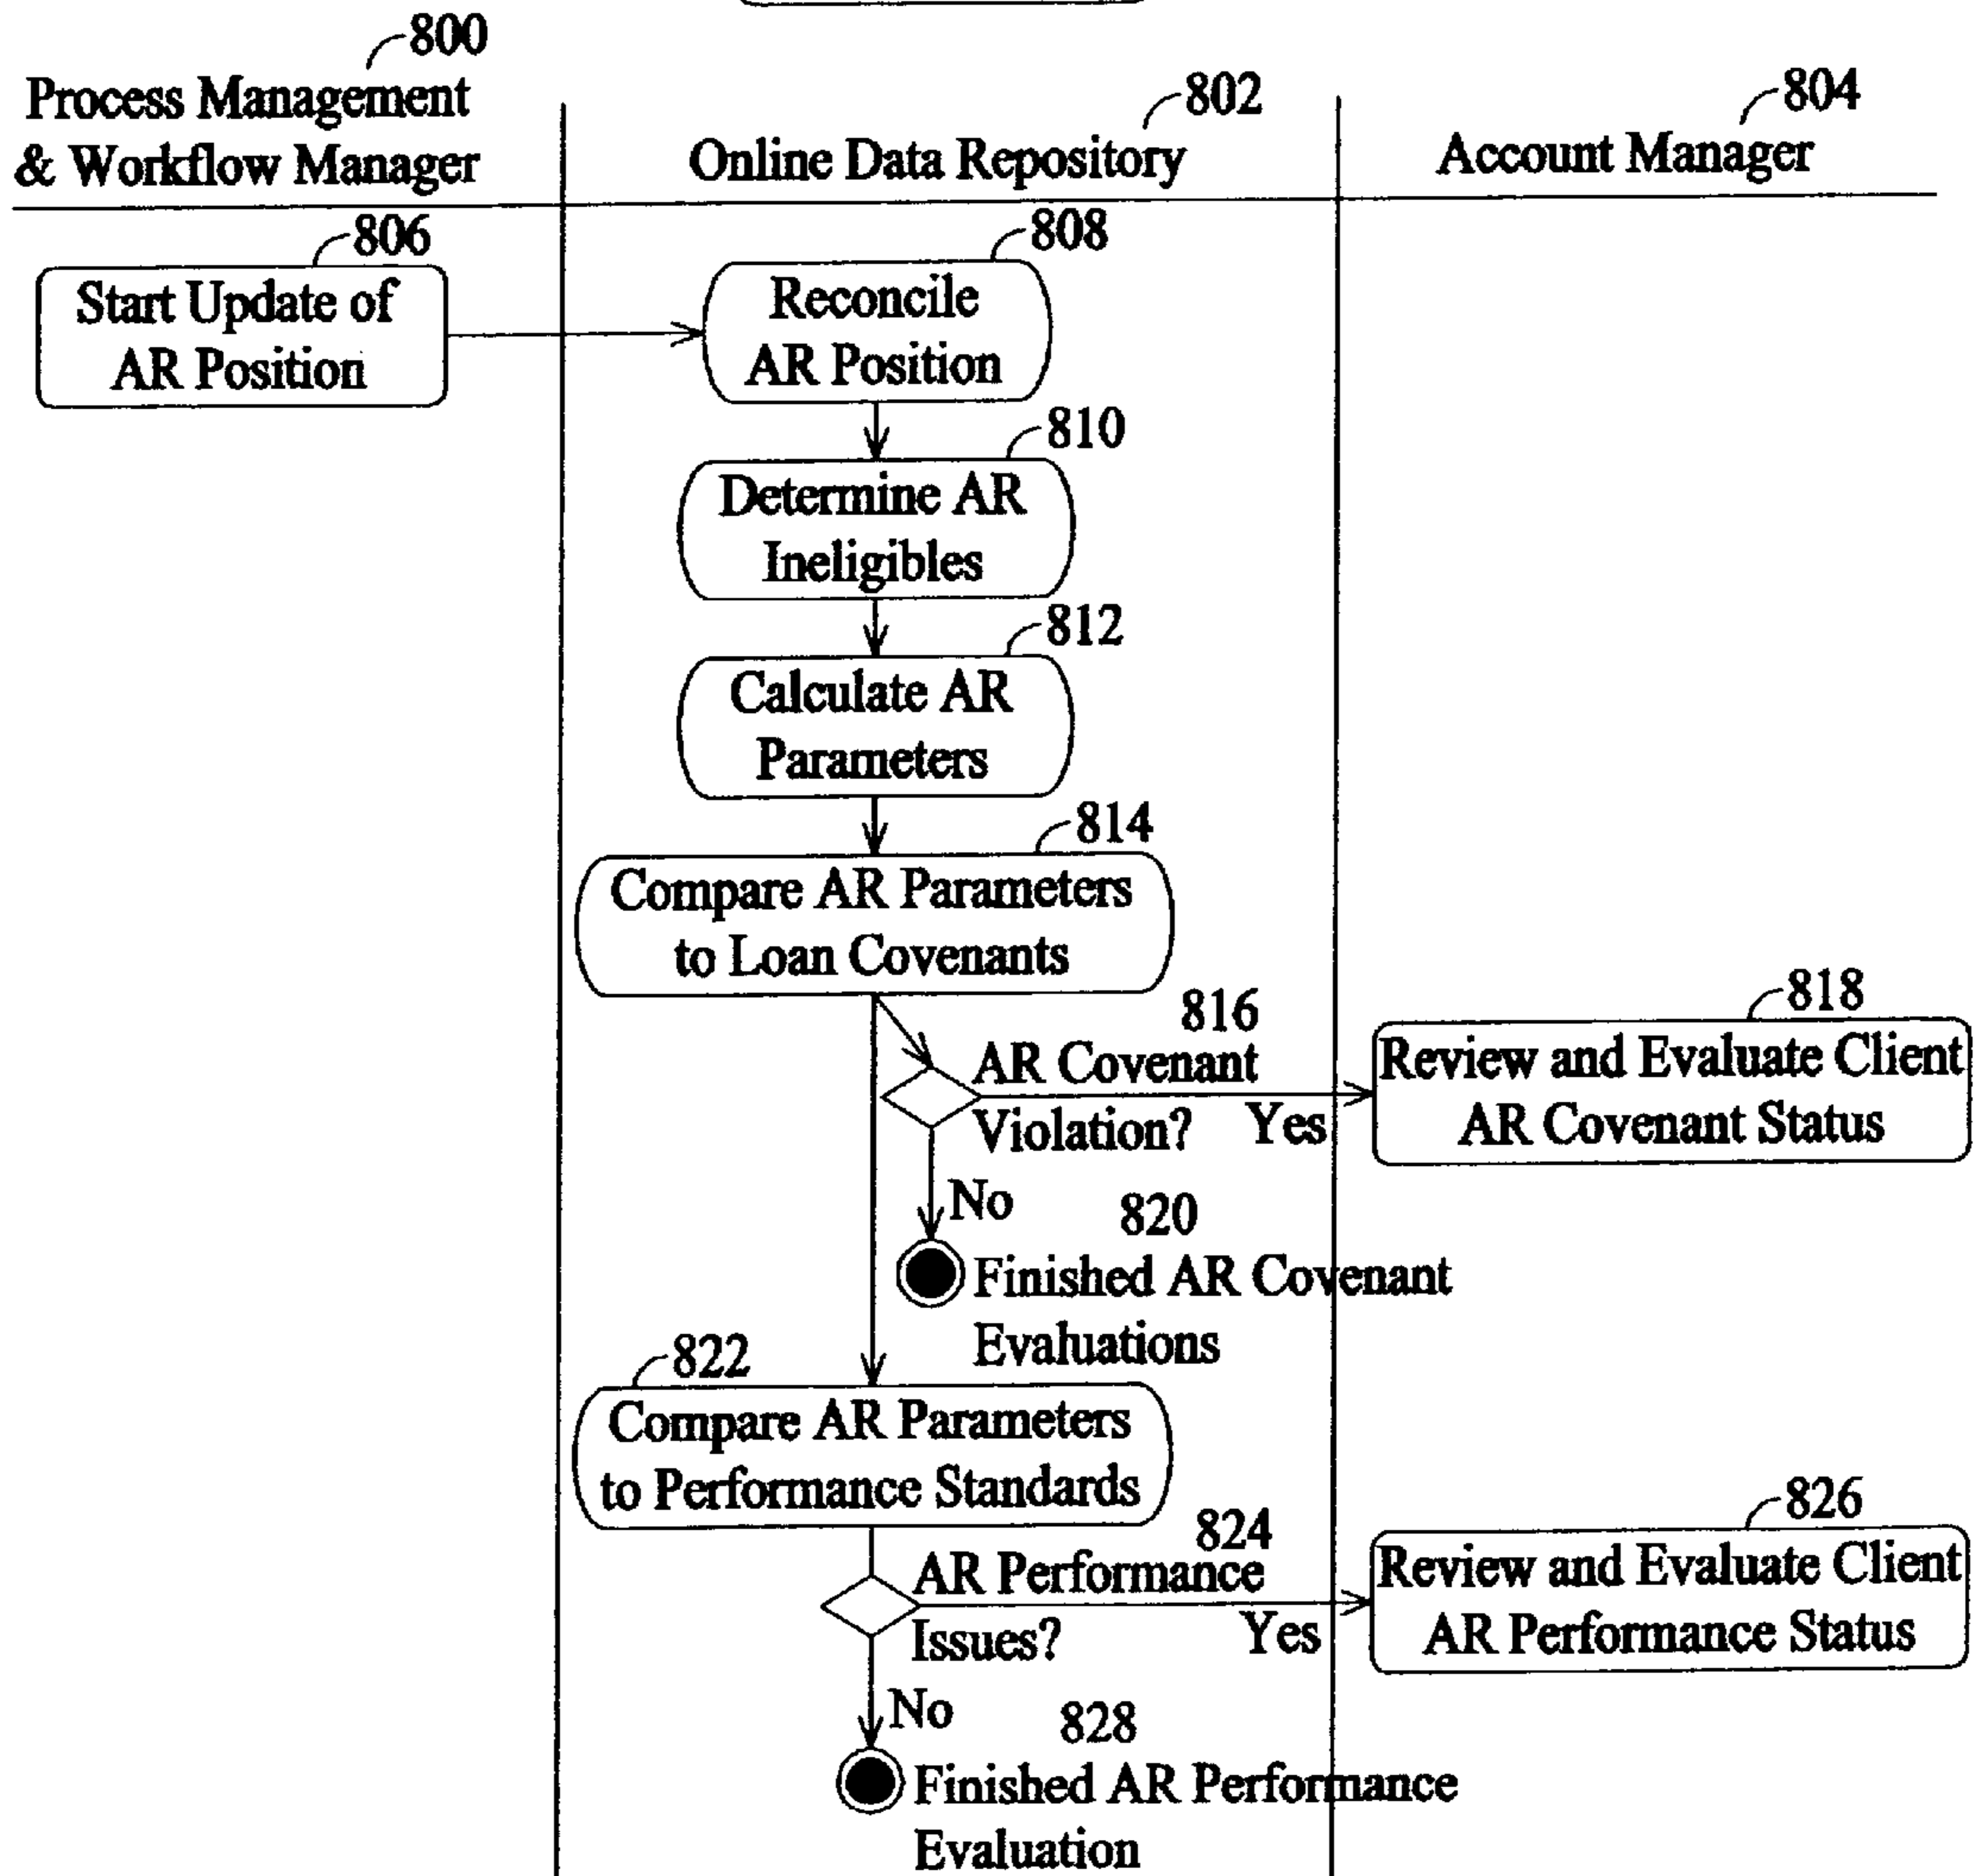 800
Process Management
& Workflow Manager
802
Online Data Repository
804
Account Manager
806
Start Update of
AR Position
808
Reconcile
AR Position
810
Determine AR
Ineligibles
812
Calculate AR
Parameters
814
Compare AR Parameters
to Loan Covenants
816
AR Covenant
Violation?
Yes
818
Review and Evaluate Client
AR Covenant Status
No
820
Finished AR Covenant
Evaluations
822
Compare AR Parameters
to Performance Standards
824
AR Performance
Issues?
Yes
826
Review and Evaluate Client
AR Performance Status
No
828
Finished AR Performance
Evaluation